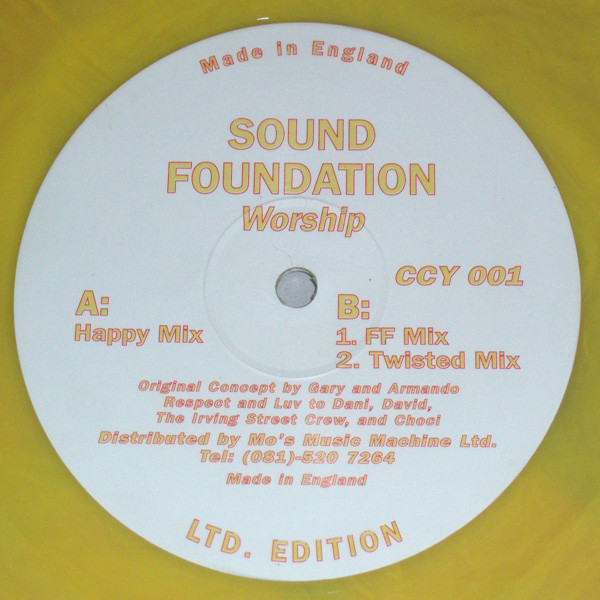 Made in England
SOUND
FOUNDATION
Worship
CCY 001
A:
Happy Mix
B:
1. FF Mix
2. Twisted Mix
Original Concept by Gary and Armando
Respect and Luv to Dani, David,
The Irving Street Crew, and Choci
Distributed by Mo's Music Machine Ltd.
Tel: (081)-520 7264
Made in England
LTD. EDITION